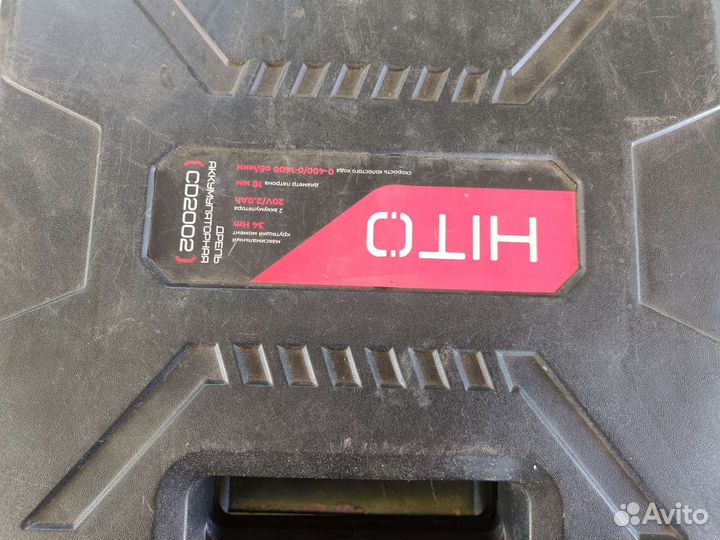 HITO
максимальный
крутящий момент
34 Hm
2 аккумулятора
20V/2.0Ah
диаметр патрона 10 мм
скорость холостого хода 0-400/0-1600 об/мин
ДРЕЛЬ
АККУМУЛЯТОРНАЯ
(CD2002)
Avito